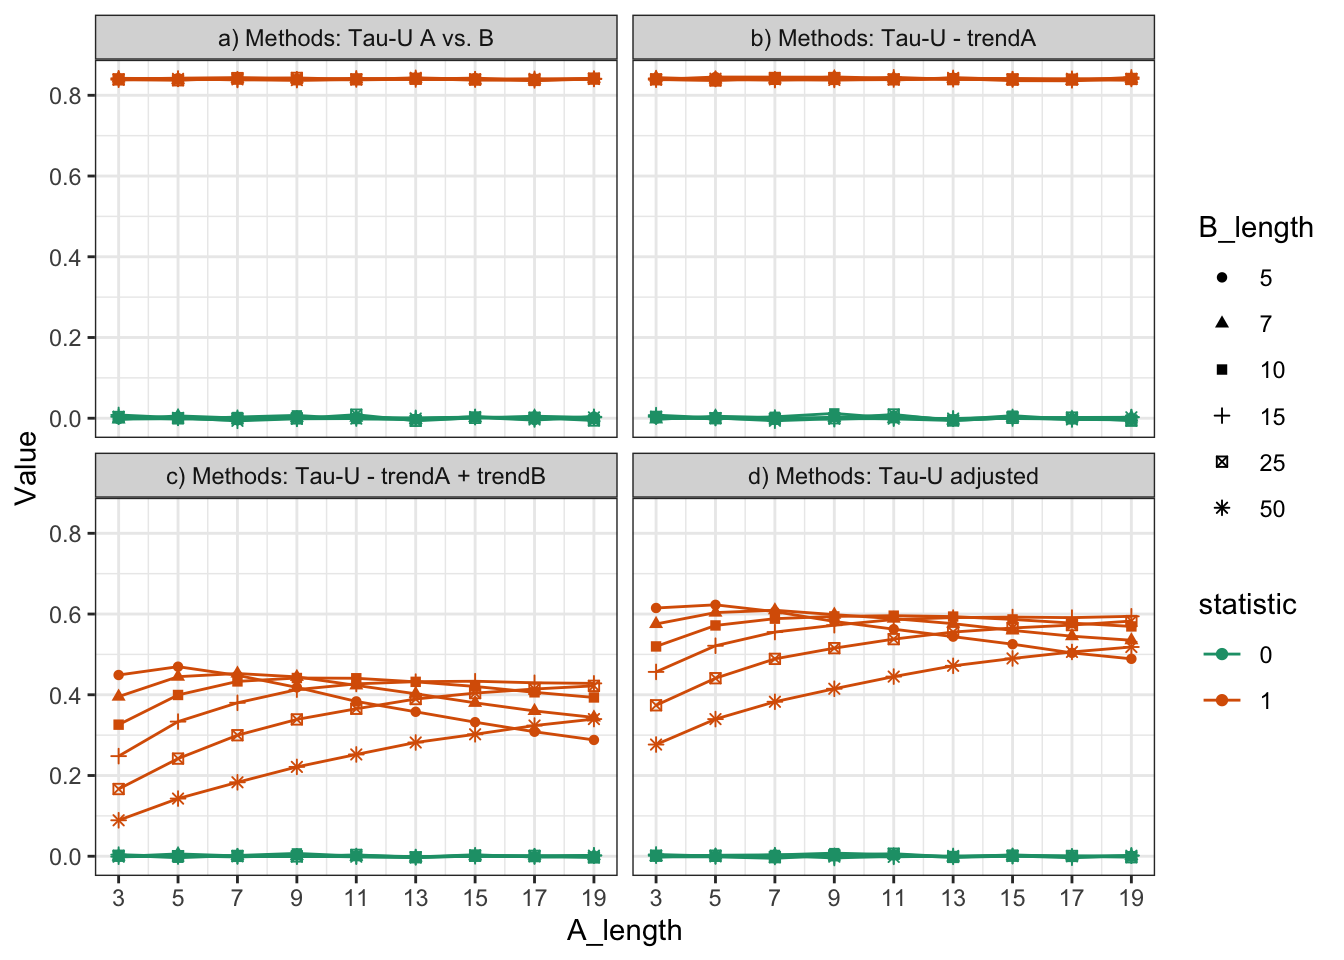 a) Methods: Tau-U A vs. B
b) Methods: Tau-U - trendA
0.8
0.6
0.4
0.2
0.0
c) Methods: Tau-U - trendA + trendB
d) Methods: Tau-U adjusted
0.8
0.6
0.4
0.2
0.0
3 5 7 9 11 13 15 17 19
3 5 7 9 11 13 15 17 19
A_length
Value
B_length
5
7
10
15
25
50
statistic
0
1